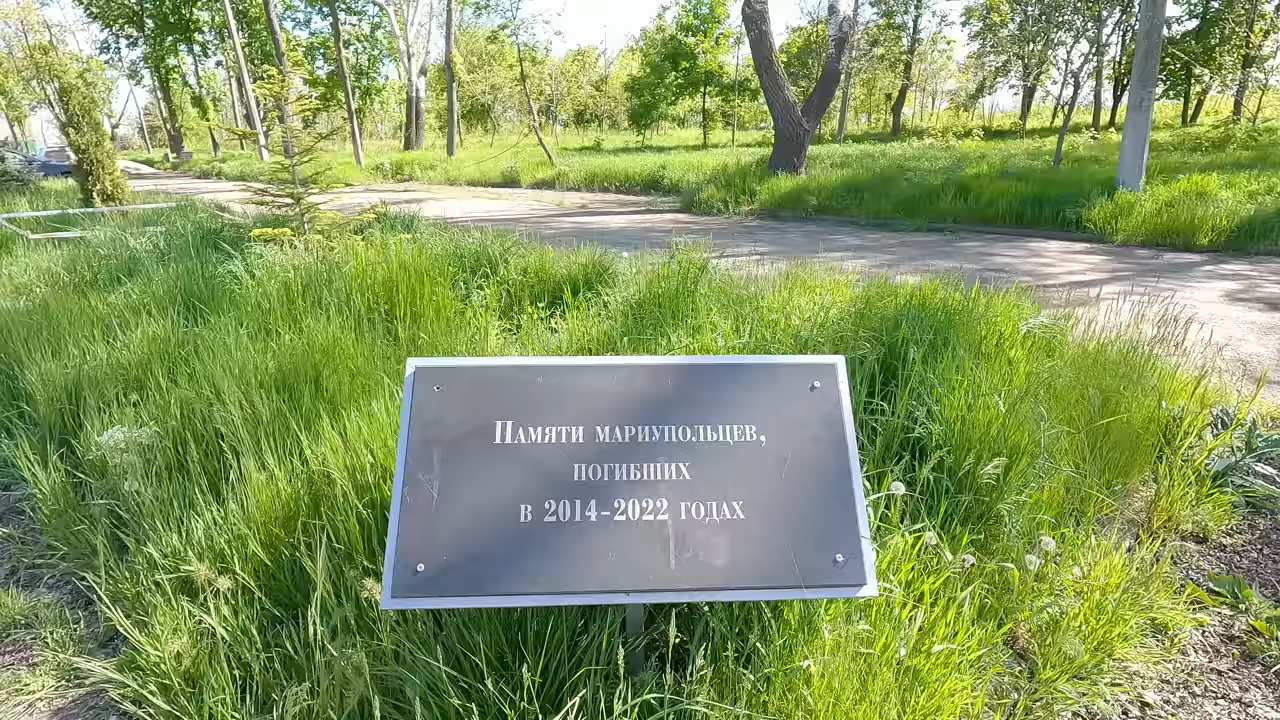 Памяти мариупольцев,
погибших
в 2014-2022 годах